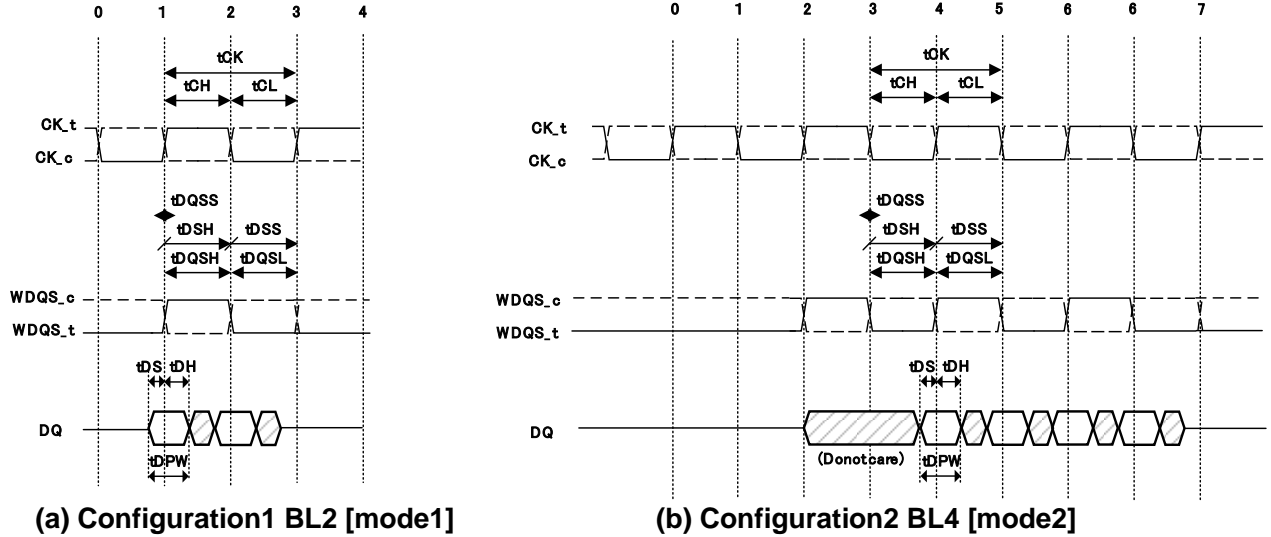 0 1 2 3 4
tCK
tCH tCL
CK_t
CK_c
tDQSS
tDSH tDSS
tDQSH tDQSL
WDQS_c
WDQS_t
tDS tDH
DQ
tDPW
(a) Configuration1 BL2 [mode1]
0 1 2 3 4 5 6 6 7
tCK
tCH tCL
CK_t
CK_c
tDQSS
tDSH tDSS
tDQSH tDQSL
WDQS_c
WDQS_t
tDS tDH
DQ
(Donotcare) tDPW
(b) Configuration2 BL4 [mode2]